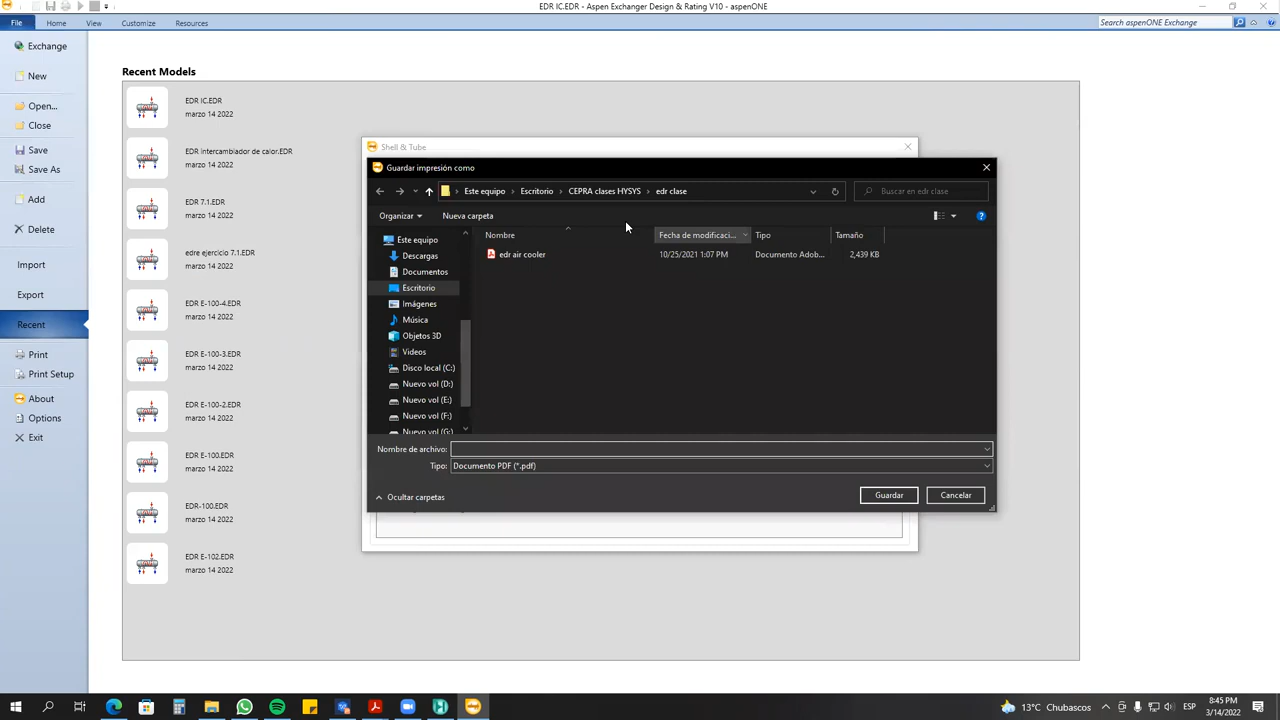 EDR IC.EDR - Aspen Exchanger Design & Rating V10 - aspenONE
File Home View Customize Resources
Search aspenONE Exchange
Exchange
New
Open...
Close
Save
Save As
Add
Delete
Import
Export
Recent
Print
Print Setup
About
Options
Exit
Recent Models
EDR IC.EDR
marzo 14 2022
EDR intercambiador de calor.EDR
marzo 14 2022
EDR 7.1.EDR
marzo 14 2022
edre ejercicio 7.1.EDR
marzo 14 2022
EDR E-100-4.EDR
marzo 14 2022
EDR E-100-3.EDR
marzo 14 2022
EDR E-100-2.EDR
marzo 14 2022
EDR E-100.EDR
marzo 14 2022
EDR-100.EDR
marzo 14 2022
EDR E-102.EDR
marzo 14 2022
Shell & Tube
Guardar impresión como
Este equipo > Escritorio > CEPRA clases HYSYS > edr clase
Buscar en edr clase
Organizar
Nueva carpeta
Este equipo
Descargas
Documentos
Escritorio
Imágenes
Música
Objetos 3D
Videos
Disco local (C:)
Nuevo vol (D:)
Nuevo vol (E:)
Nuevo vol (F:)
Nuevo vol (G:)
Nombre Fecha de modificaci... Tipo Tamaño
edr air cooler 10/25/2021 1:07 PM Documento Adob... 2,439 KB
Nombre de archivo:
Tipo: Documento PDF (*.pdf)
Ocultar carpetas
Guardar
Cancelar
13°C Chubascos
ESP
8:45 PM
3/14/2022